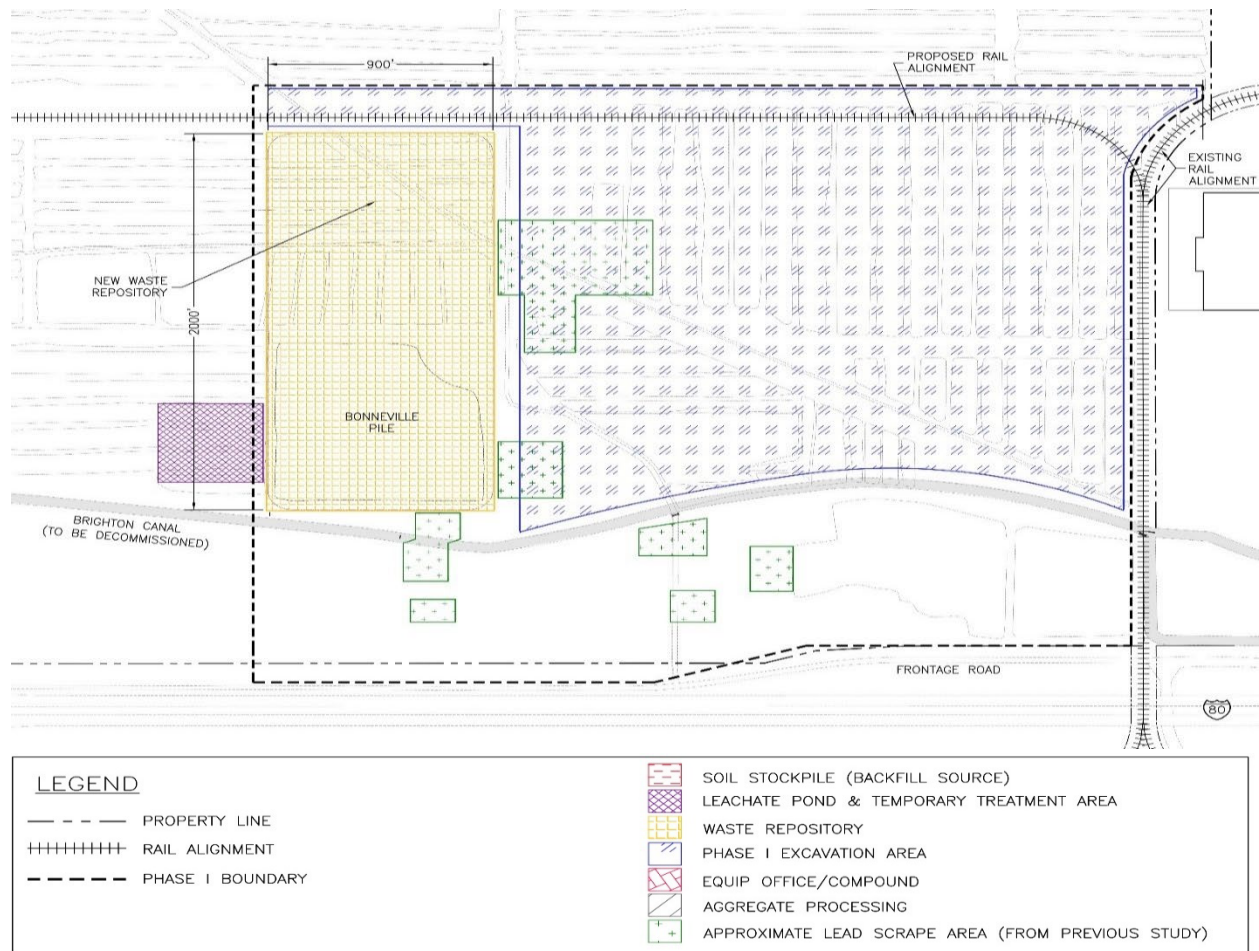 900'
PROPOSED RAIL
ALIGNMENT
EXISTING
RAIL
ALIGNMENT
NEW WASTE
REPOSITORY
2000'
BONNEVILLE
PILE
BRIGHTON CANAL
(TO BE DECOMMISSIONED)
FRONTAGE ROAD
80
LEGEND
PROPERTY LINE
RAIL ALIGNMENT
PHASE I BOUNDARY
SOIL STOCKPILE (BACKFILL SOURCE)
LEACHATE POND & TEMPORARY TREATMENT AREA
WASTE REPOSITORY
PHASE I EXCAVATION AREA
EQUIP OFFICE/COMPOUND
AGGREGATE PROCESSING
APPROXIMATE LEAD SCRAPE AREA (FROM PREVIOUS STUDY)